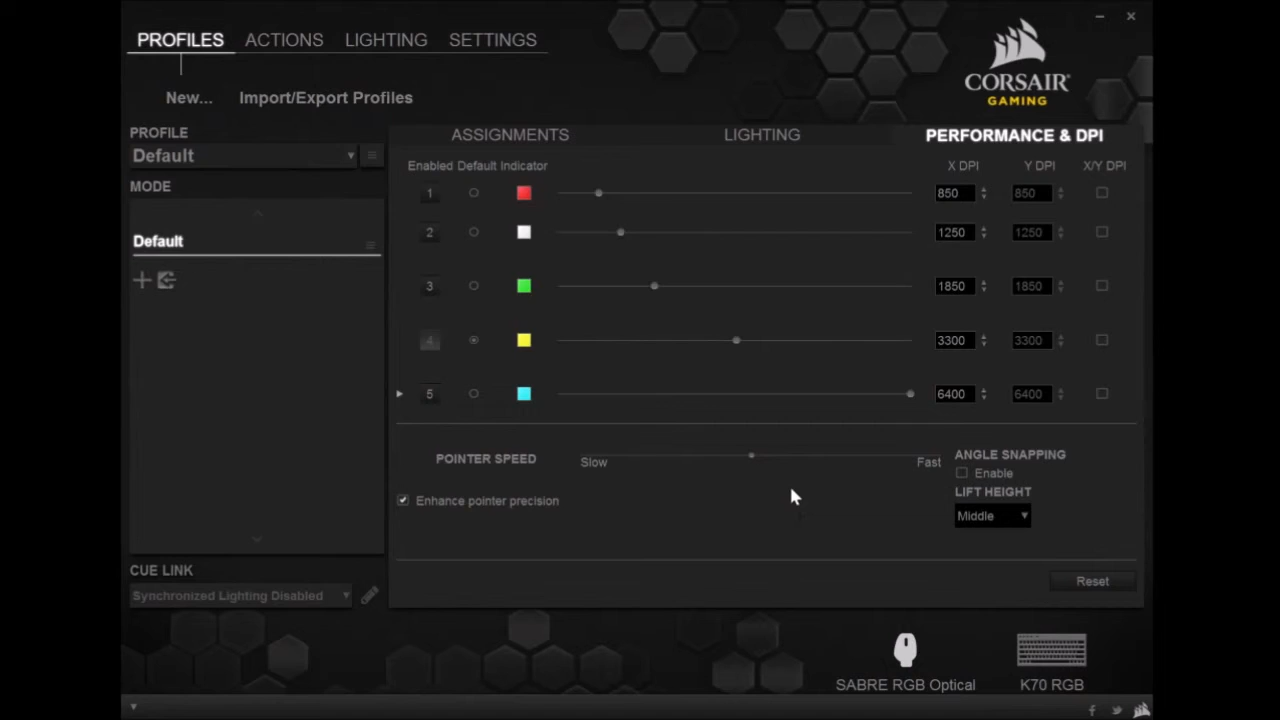 PROFILES ACTIONS LIGHTING SETTINGS
New... Import/Export Profiles
CORSAIR
GAMING
PROFILE
Default
MODE
Default
CUE LINK
Synchronized Lighting Disabled
ASSIGNMENTS LIGHTING PERFORMANCE & DPI
Enabled Default Indicator X DPI Y DPI X/Y DPI
1 850 850
2 1250 1250
3 1850 1850
4 3300 3300
5 6400 6400
POINTER SPEED Slow Fast
Enhance pointer precision
ANGLE SNAPPING
Enable
LIFT HEIGHT
Middle
Reset
SABRE RGB Optical K70 RGB